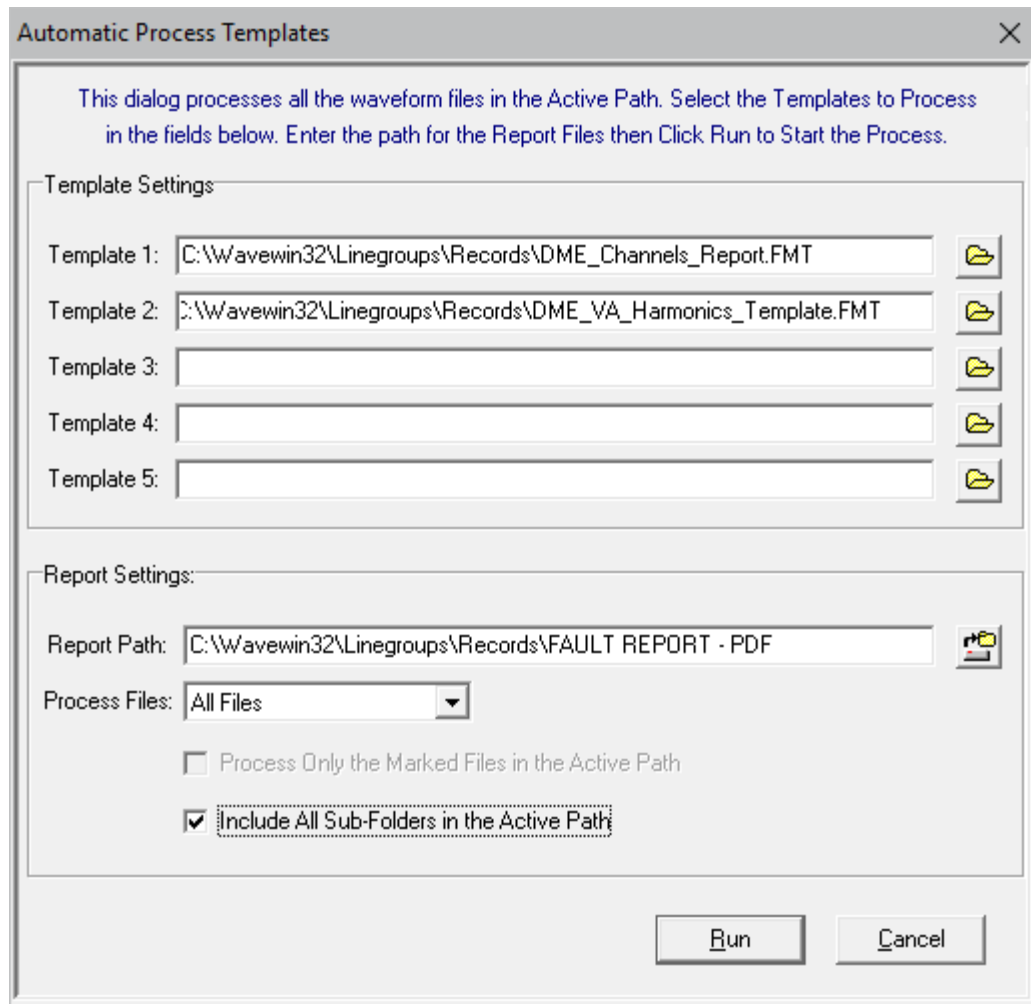 Automatic Process Templates
This dialog processes all the waveform files in the Active Path. Select the Templates to Process
in the fields below. Enter the path for the Report Files then Click Run to Start the Process.
Template Settings
Template 1: C:\Wavewin32\Linegroups\Records\DME_Channels_Report.FMT
Template 2: C:\Wavewin32\Linegroups\Records\DME_VA_Harmonics_Template.FMT
Template 3:
Template 4:
Template 5:
Report Settings:
Report Path: C:\Wavewin32\Linegroups\Records\FAULT REPORT - PDF
Process Files: All Files
Process Only the Marked Files in the Active Path
Include All Sub-Folders in the Active Path
Run Cancel